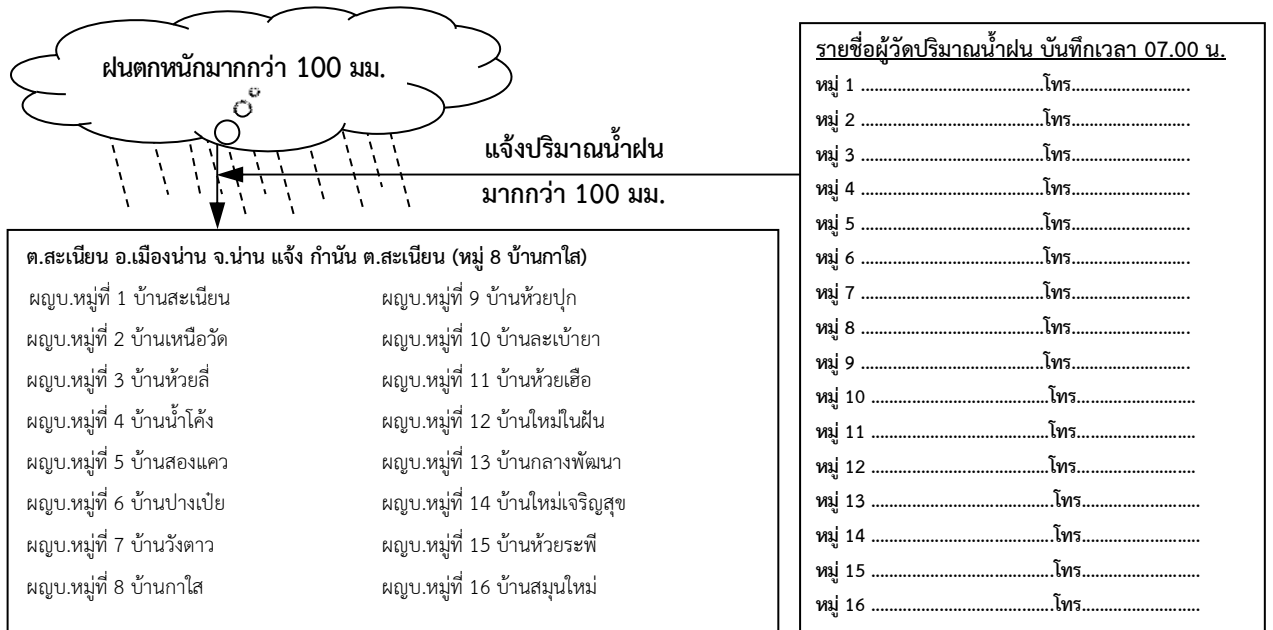 ฝนตกหนักมากกว่า 100 มม.
แจ้งปริมาณน้ำฝน
มากกว่า 100 มม.
รายชื่อผู้วัดปริมาณน้ำฝน บันทึกเวลา 07.00 น.
หมู่ 1 ........................................โทร..........................
หมู่ 2 ........................................โทร..........................
หมู่ 3 ........................................โทร..........................
หมู่ 4 ........................................โทร..........................
หมู่ 5 ........................................โทร..........................
หมู่ 6 ........................................โทร..........................
หมู่ 7 ........................................โทร..........................
หมู่ 8 ........................................โทร..........................
หมู่ 9 ........................................โทร..........................
หมู่ 10 .......................................โทร..........................
หมู่ 11 .......................................โทร..........................
หมู่ 12 .......................................โทร..........................
หมู่ 13 ........................................โทร..........................
หมู่ 14 ........................................โทร..........................
หมู่ 15 ........................................โทร..........................
หมู่ 16 ........................................โทร..........................
ต.สะเนียน อ.เมืองน่าน จ.น่าน แจ้ง กำนัน ต.สะเนียน (หมู่ 8 บ้านกาใส)
ผญบ.หมู่ที่ 1 บ้านสะเนียน
ผญบ.หมู่ที่ 2 บ้านเหนือวัด
ผญบ.หมู่ที่ 3 บ้านห้วยลี่
ผญบ.หมู่ที่ 4 บ้านน้ำโค้ง
ผญบ.หมู่ที่ 5 บ้านสองแคว
ผญบ.หมู่ที่ 6 บ้านปางเป๋ย
ผญบ.หมู่ที่ 7 บ้านวังตาว
ผญบ.หมู่ที่ 8 บ้านกาใส
ผญบ.หมู่ที่ 9 บ้านห้วยปุก
ผญบ.หมู่ที่ 10 บ้านละเบ้ายา
ผญบ.หมู่ที่ 11 บ้านห้วยเฮือ
ผญบ.หมู่ที่ 12 บ้านใหม่ในฝัน
ผญบ.หมู่ที่ 13 บ้านกลางพัฒนา
ผญบ.หมู่ที่ 14 บ้านใหม่เจริญสุข
ผญบ.หมู่ที่ 15 บ้านห้วยระพี
ผญบ.หมู่ที่ 16 บ้านสมุนใหม่